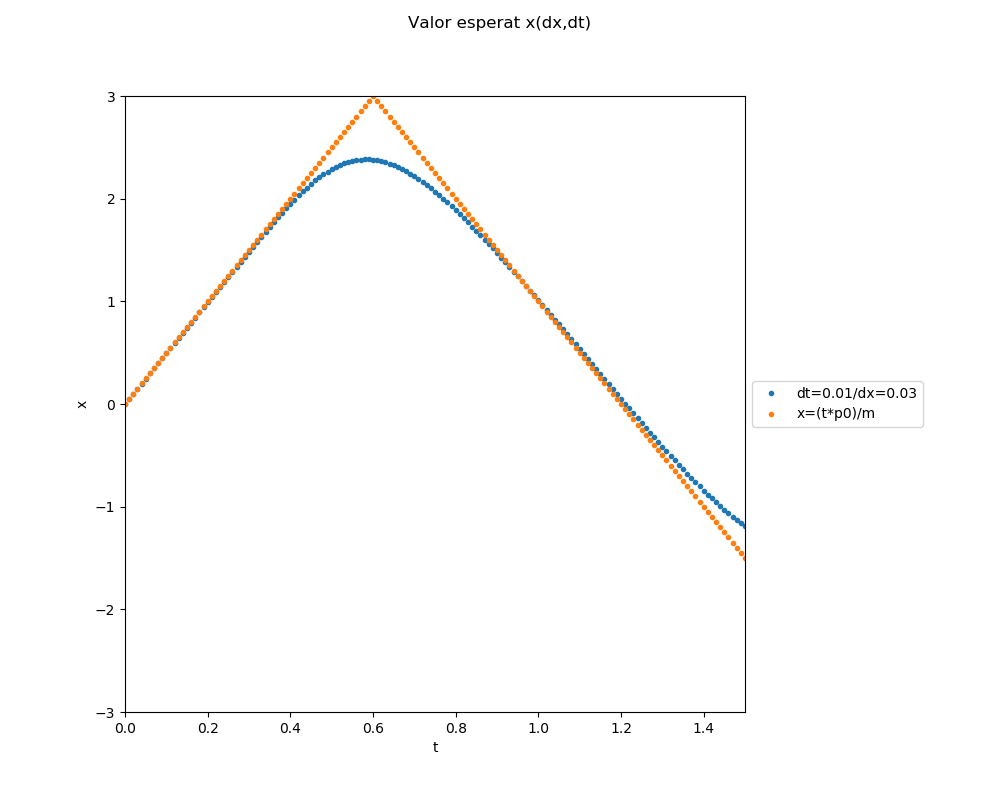 Valor esperat x(dx,dt)
3
2
1
0
−1
−2
−3
x
0.0 0.2 0.4 0.6 0.8 1.0 1.2 1.4
t
dt=0.01/dx=0.03
x=(t*p0)/m